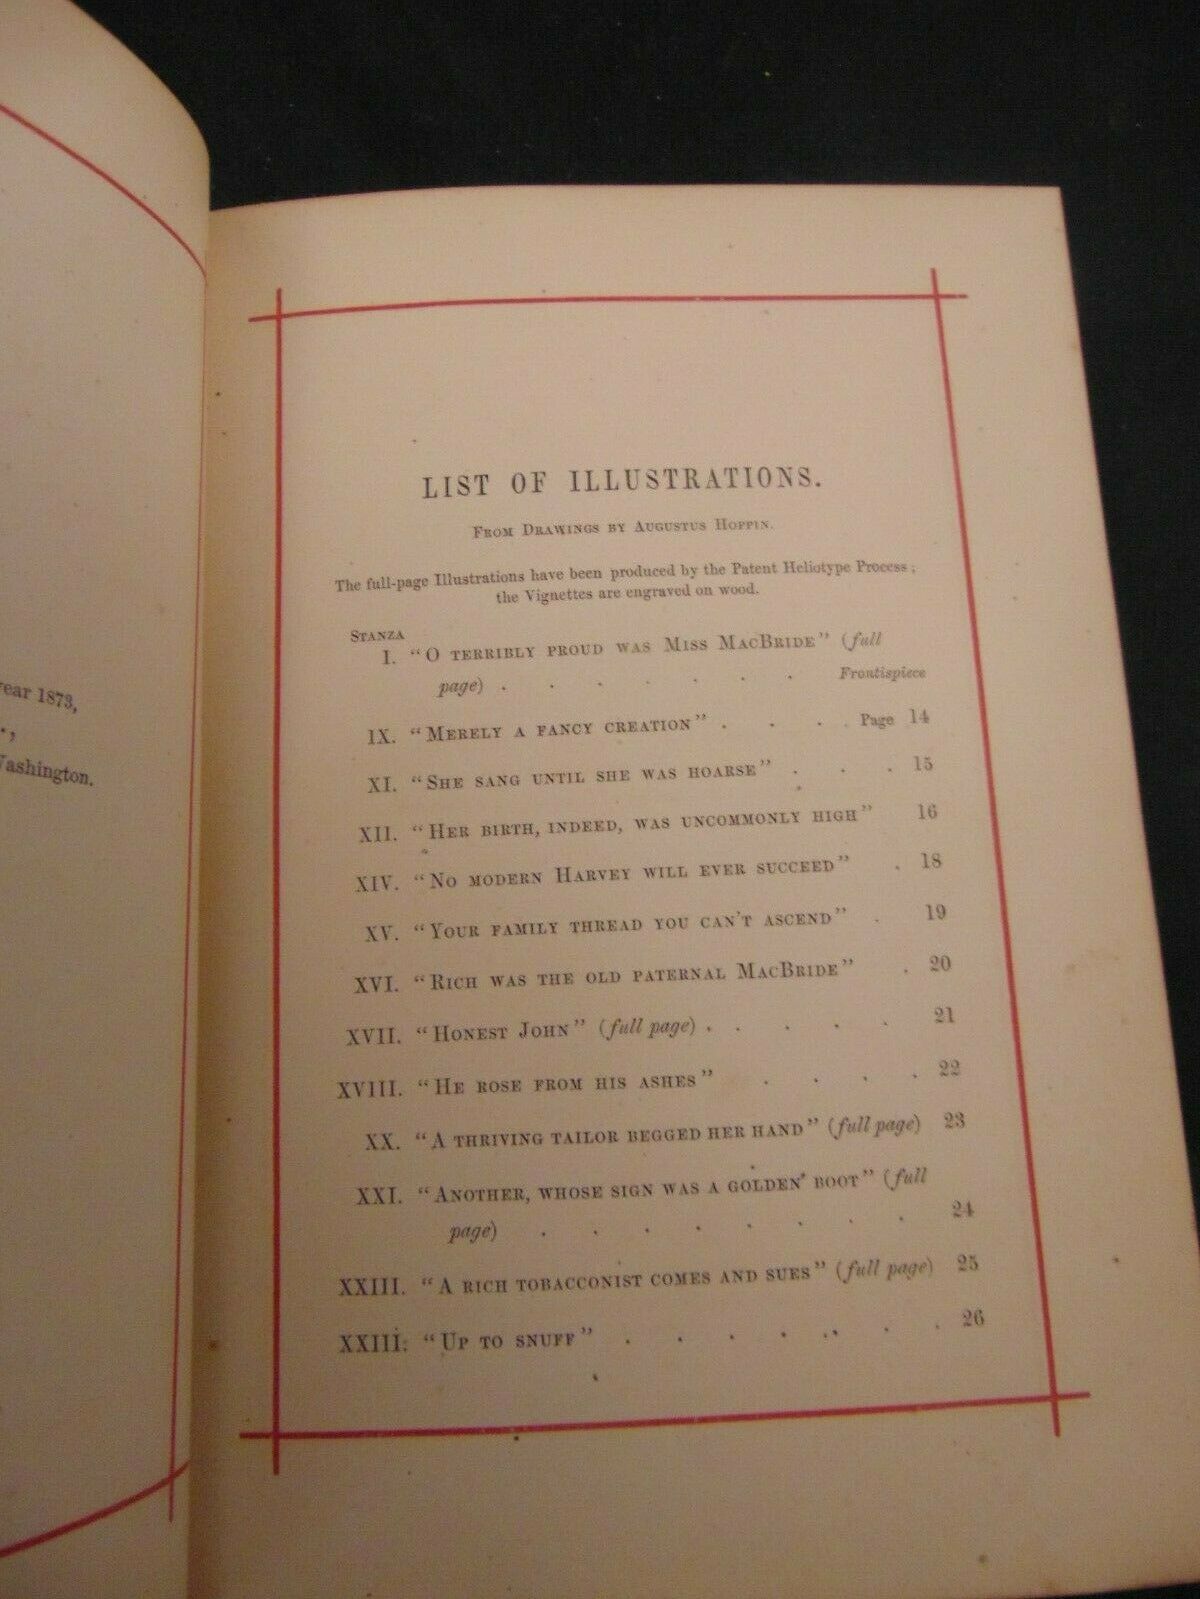 year 1873,
Washington.
LIST OF ILLUSTRATIONS.
FROM DRAWINGS BY AUGUSTUS HOPPIN.
The full-page Illustrations have been produced by the Patent Heliotype Process;
the Vignettes are engraved on wood.
STANZA
I. "O TERRIBLY PROUD WAS MISS MACBRIDE" (full
page) . . . . . . . Frontispiece
IX. "MERELY A FANCY CREATION" . . . . Page 14
XI. "SHE SANG UNTIL SHE WAS HOARSE" . . . 15
XII. "HER BIRTH, INDEED, WAS UNCOMMONLY HIGH" 16
XIV. "NO MODERN HARVEY WILL EVER SUCCEED" . 18
XV. "YOUR FAMILY THREAD YOU CAN'T ASCEND" . 19
XVI. "RICH WAS THE OLD PATERNAL MACBRIDE" . 20
XVII. "HONEST JOHN" (full page) . . . . . 21
XVIII. "HE ROSE FROM HIS ASHES" . . . . 22
XX. "A THRIVING TAILOR BEGGED HER HAND" (full page) 23
XXI. "ANOTHER, WHOSE SIGN WAS A GOLDEN BOOT" (full
page) . . . . . . . . 24
XXIII. "A RICH TOBACCONIST COMES AND SUES" (full page) 25
XXIII. "UP TO SNUFF" . . . . . . . 26